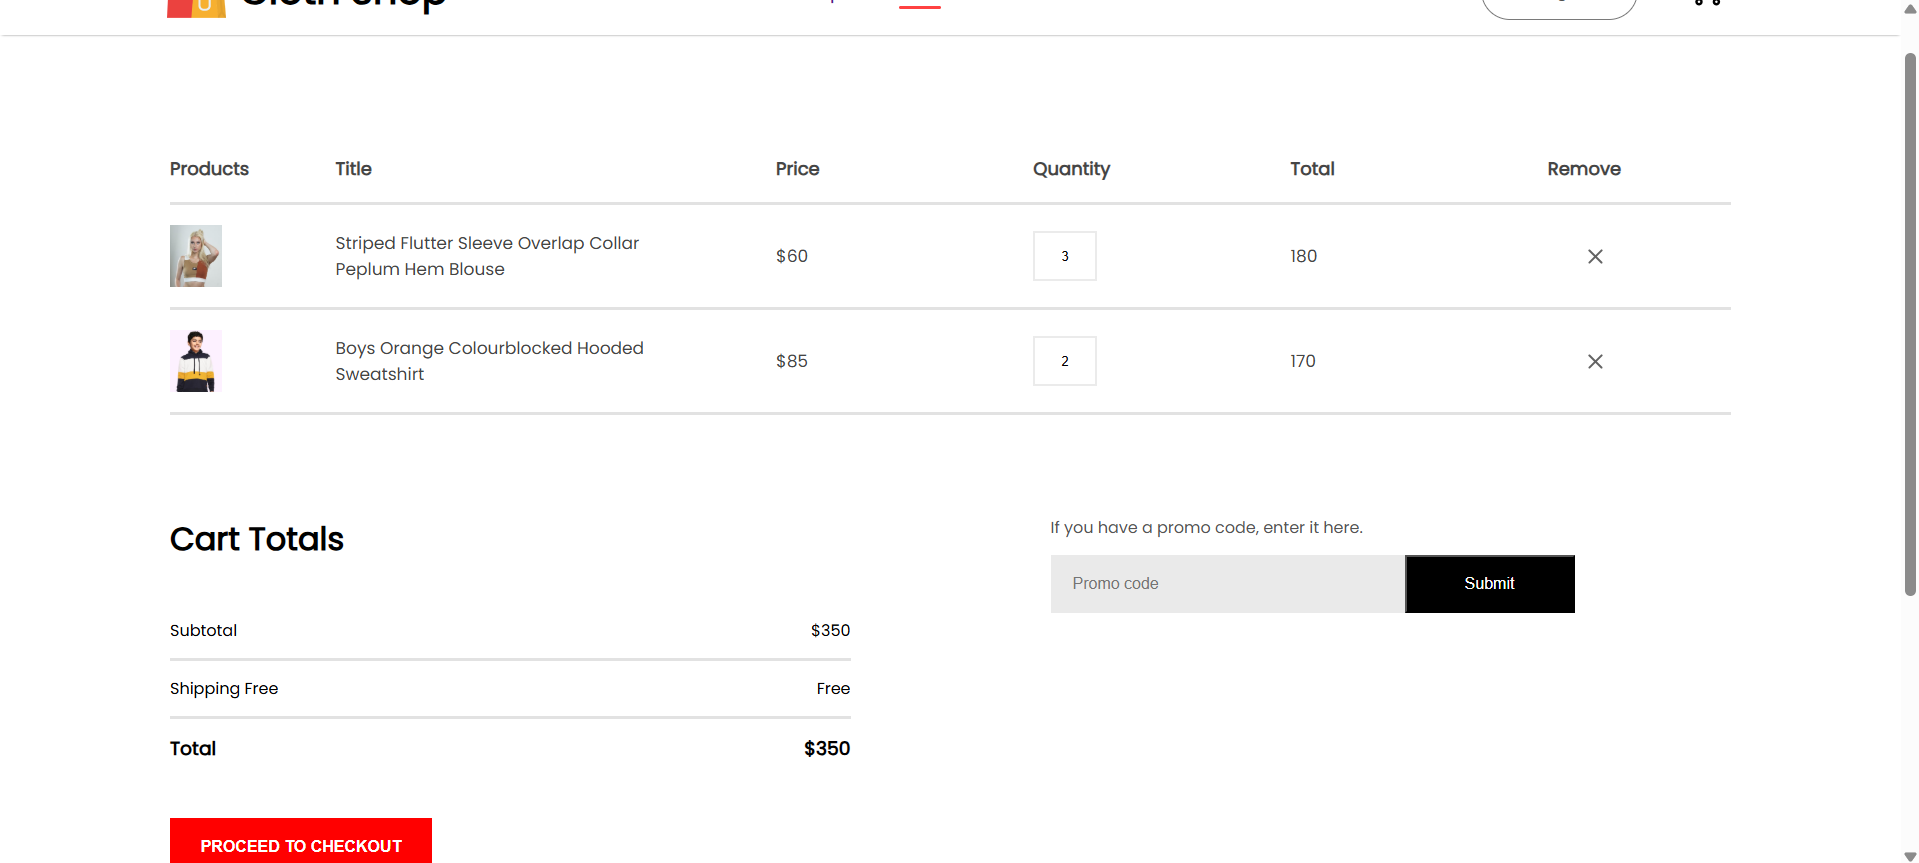 Cloth Shop
Products Title Price Quantity Total Remove
Striped Flutter Sleeve Overlap Collar
Peplum Hem Blouse
$60 3 180
Boys Orange Colourblocked Hooded
Sweatshirt
$85 2 170
Cart Totals
If you have a promo code, enter it here.
Promo code Submit
Subtotal $350
Shipping Free Free
Total $350
PROCEED TO CHECKOUT